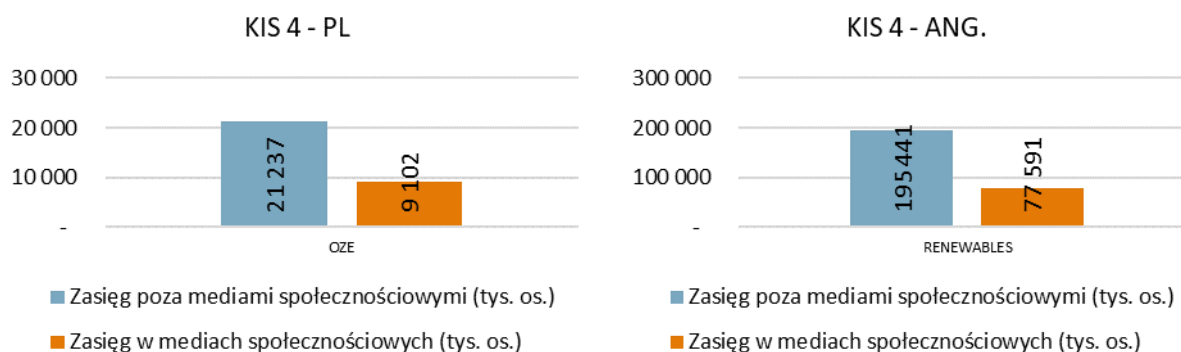 KIS 4 - PL
30 000
20 000
10 000
-
21 237
9 102
OZE
Zasięg poza mediami społecznościowymi (tys. os.)
Zasięg w mediach społecznościowych (tys. os.)
KIS 4 - ANG.
300 000
200 000
100 000
-
195 441
77 591
RENEWABLES
Zasięg poza mediami społecznościowymi (tys. os.)
Zasięg w mediach społecznościowych (tys. os.)